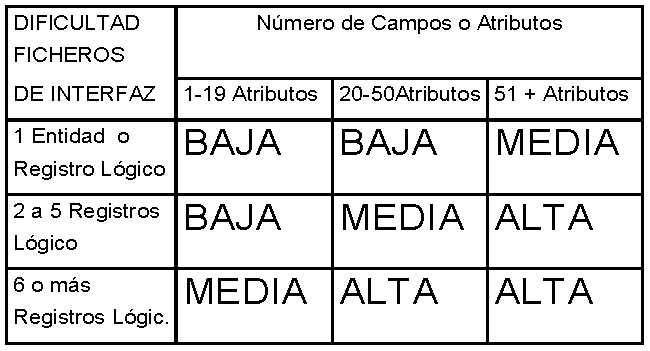 DIFICULTAD
FICHEROS
DE INTERFAZ
Número de Campos o Atributos
1-19 Atributos
20-50Atributos
51 + Atributos
1 Entidad o
Registro Lógico
BAJA
BAJA
MEDIA
2 a 5 Registros
Lógico
BAJA
MEDIA
ALTA
6 o más
Registros Lógic.
MEDIA
ALTA
ALTA